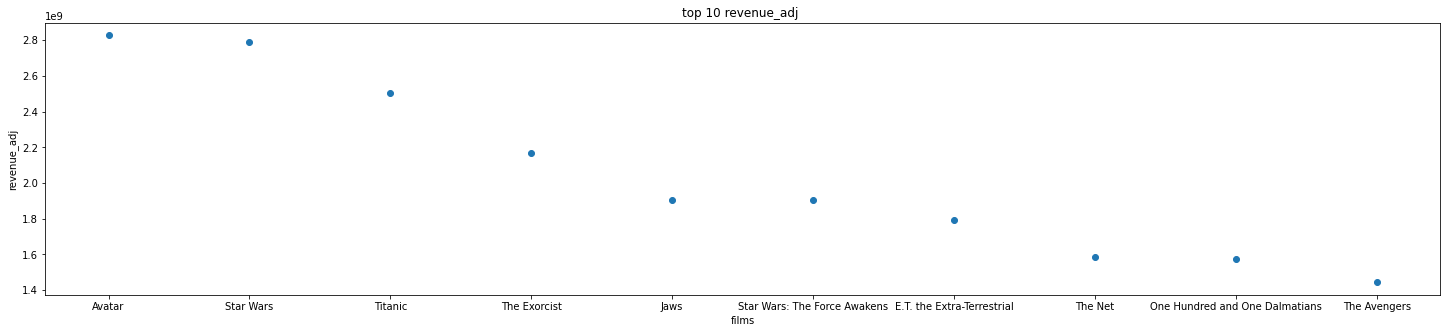 top 10 revenue_adj
1e9
2.8
2.6
2.4
2.2
2.0
1.8
1.6
1.4
revenue_adj
Avatar Star Wars Titanic The Exorcist Jaws Star Wars: The Force Awakens E.T. the Extra-Terrestrial The Net One Hundred and One Dalmatians The Avengers
films